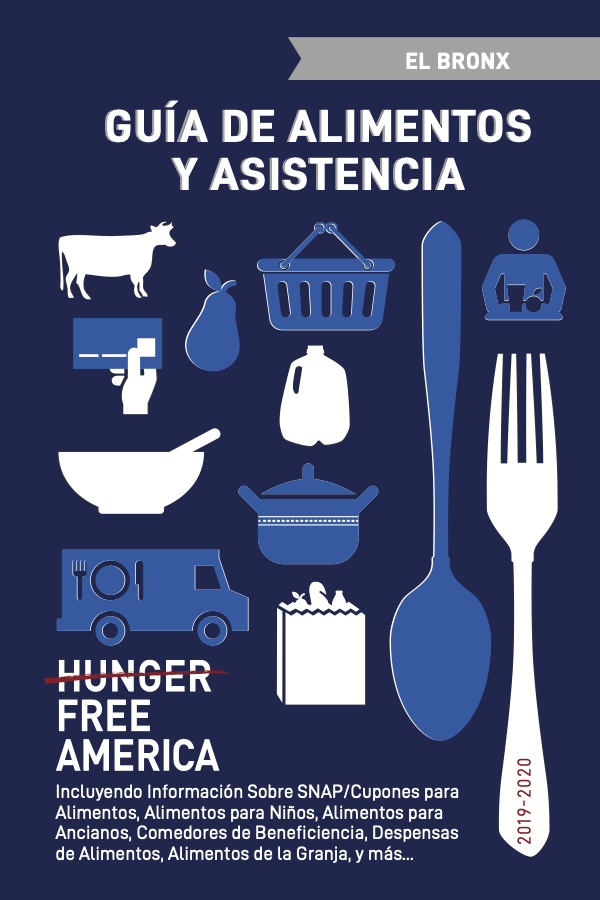 EL BRONX
GUÍA DE ALIMENTOS
Y ASISTENCIA
HUNGER
FREE
AMERICA
Incluyendo Información Sobre SNAP/Cupones para
Alimentos, Alimentos para Niños, Alimentos para
Ancianos, Comedores de Beneficiencia, Despensas
de Alimentos, Alimentos de la Granja, y más...
2019-2020